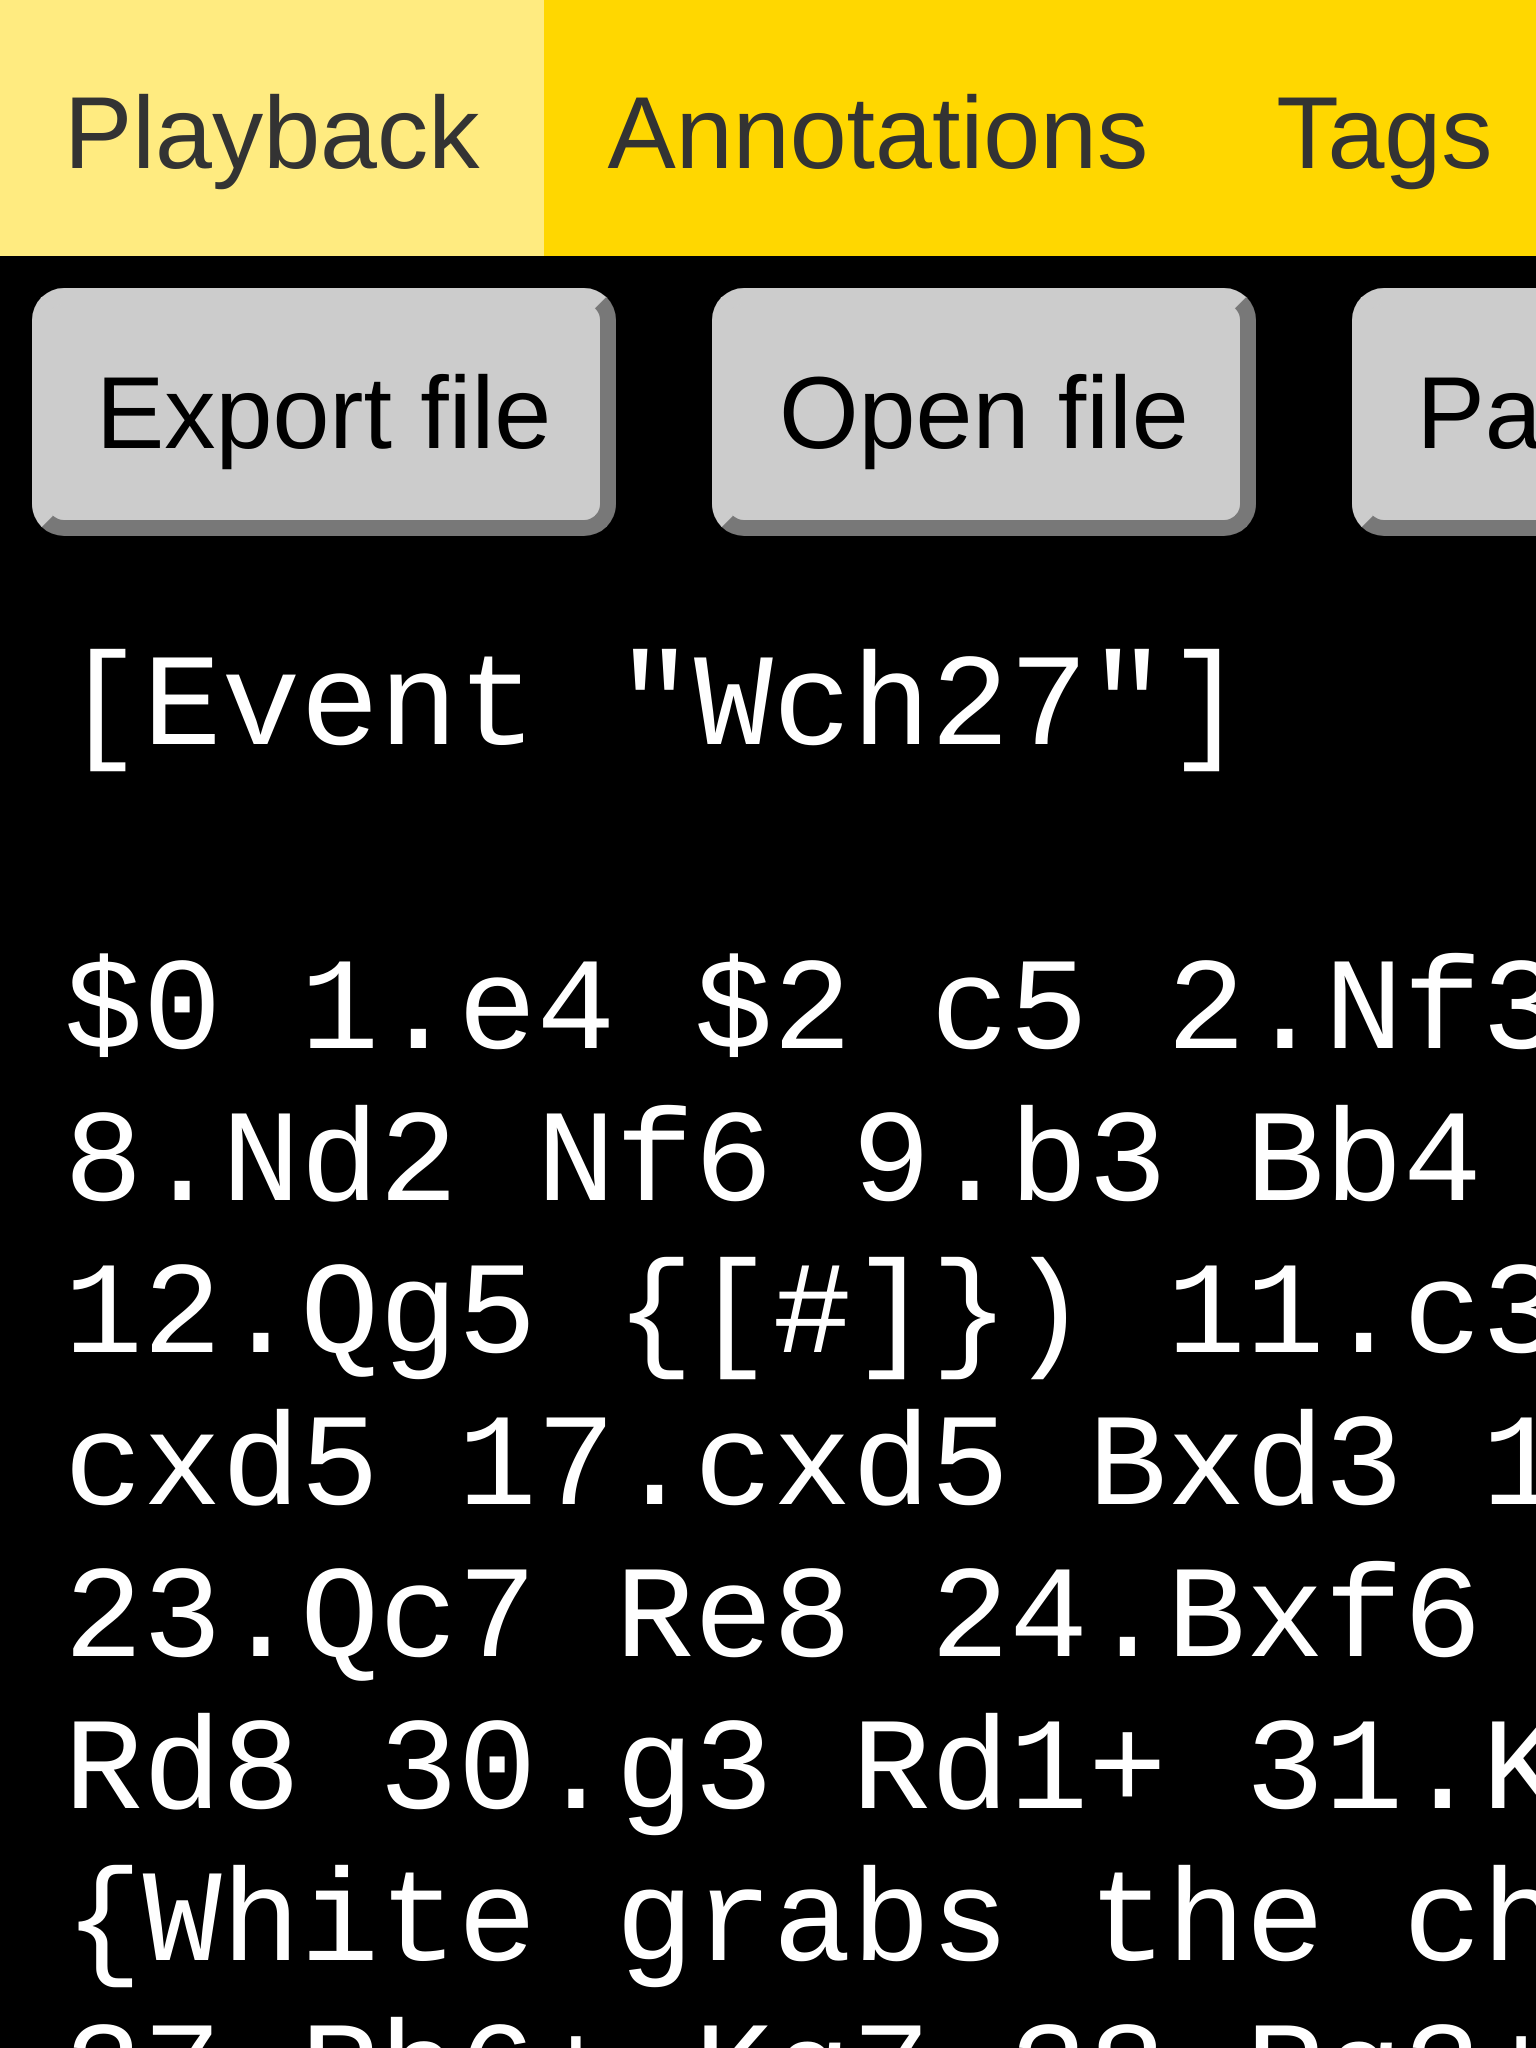 Playback Annotations Tags
Export file Open file Pa
[Event "Wch27"]
$0 1.e4 $2 c5 2.Nf3
8.Nd2 Nf6 9.b3 Bb4
12.Qg5 {[#]}) 11.c3
cxd5 17.cxd5 Bxd3 1
23.Qc7 Re8 24.Bxf6
Rd8 30.g3 Rd1+ 31.K
{White grabs the ch